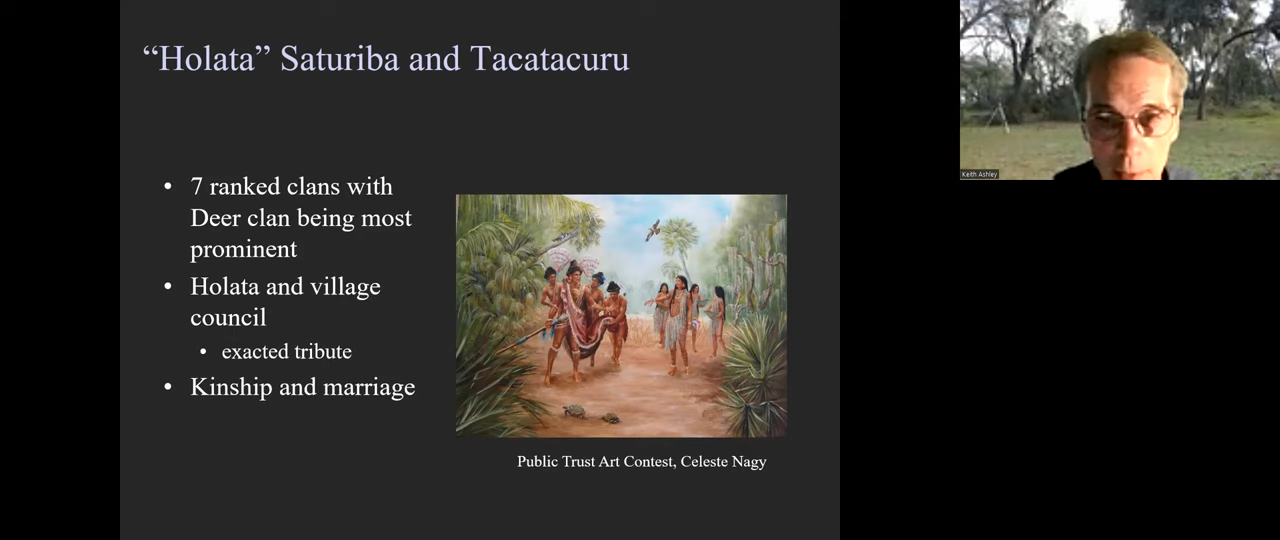 “Holata” Saturiba and Tacatacuru
• 7 ranked clans with
Deer clan being most
prominent
• Holata and village
council
• exacted tribute
• Kinship and marriage
Public Trust Art Contest, Celeste Nagy
Keith Ashley